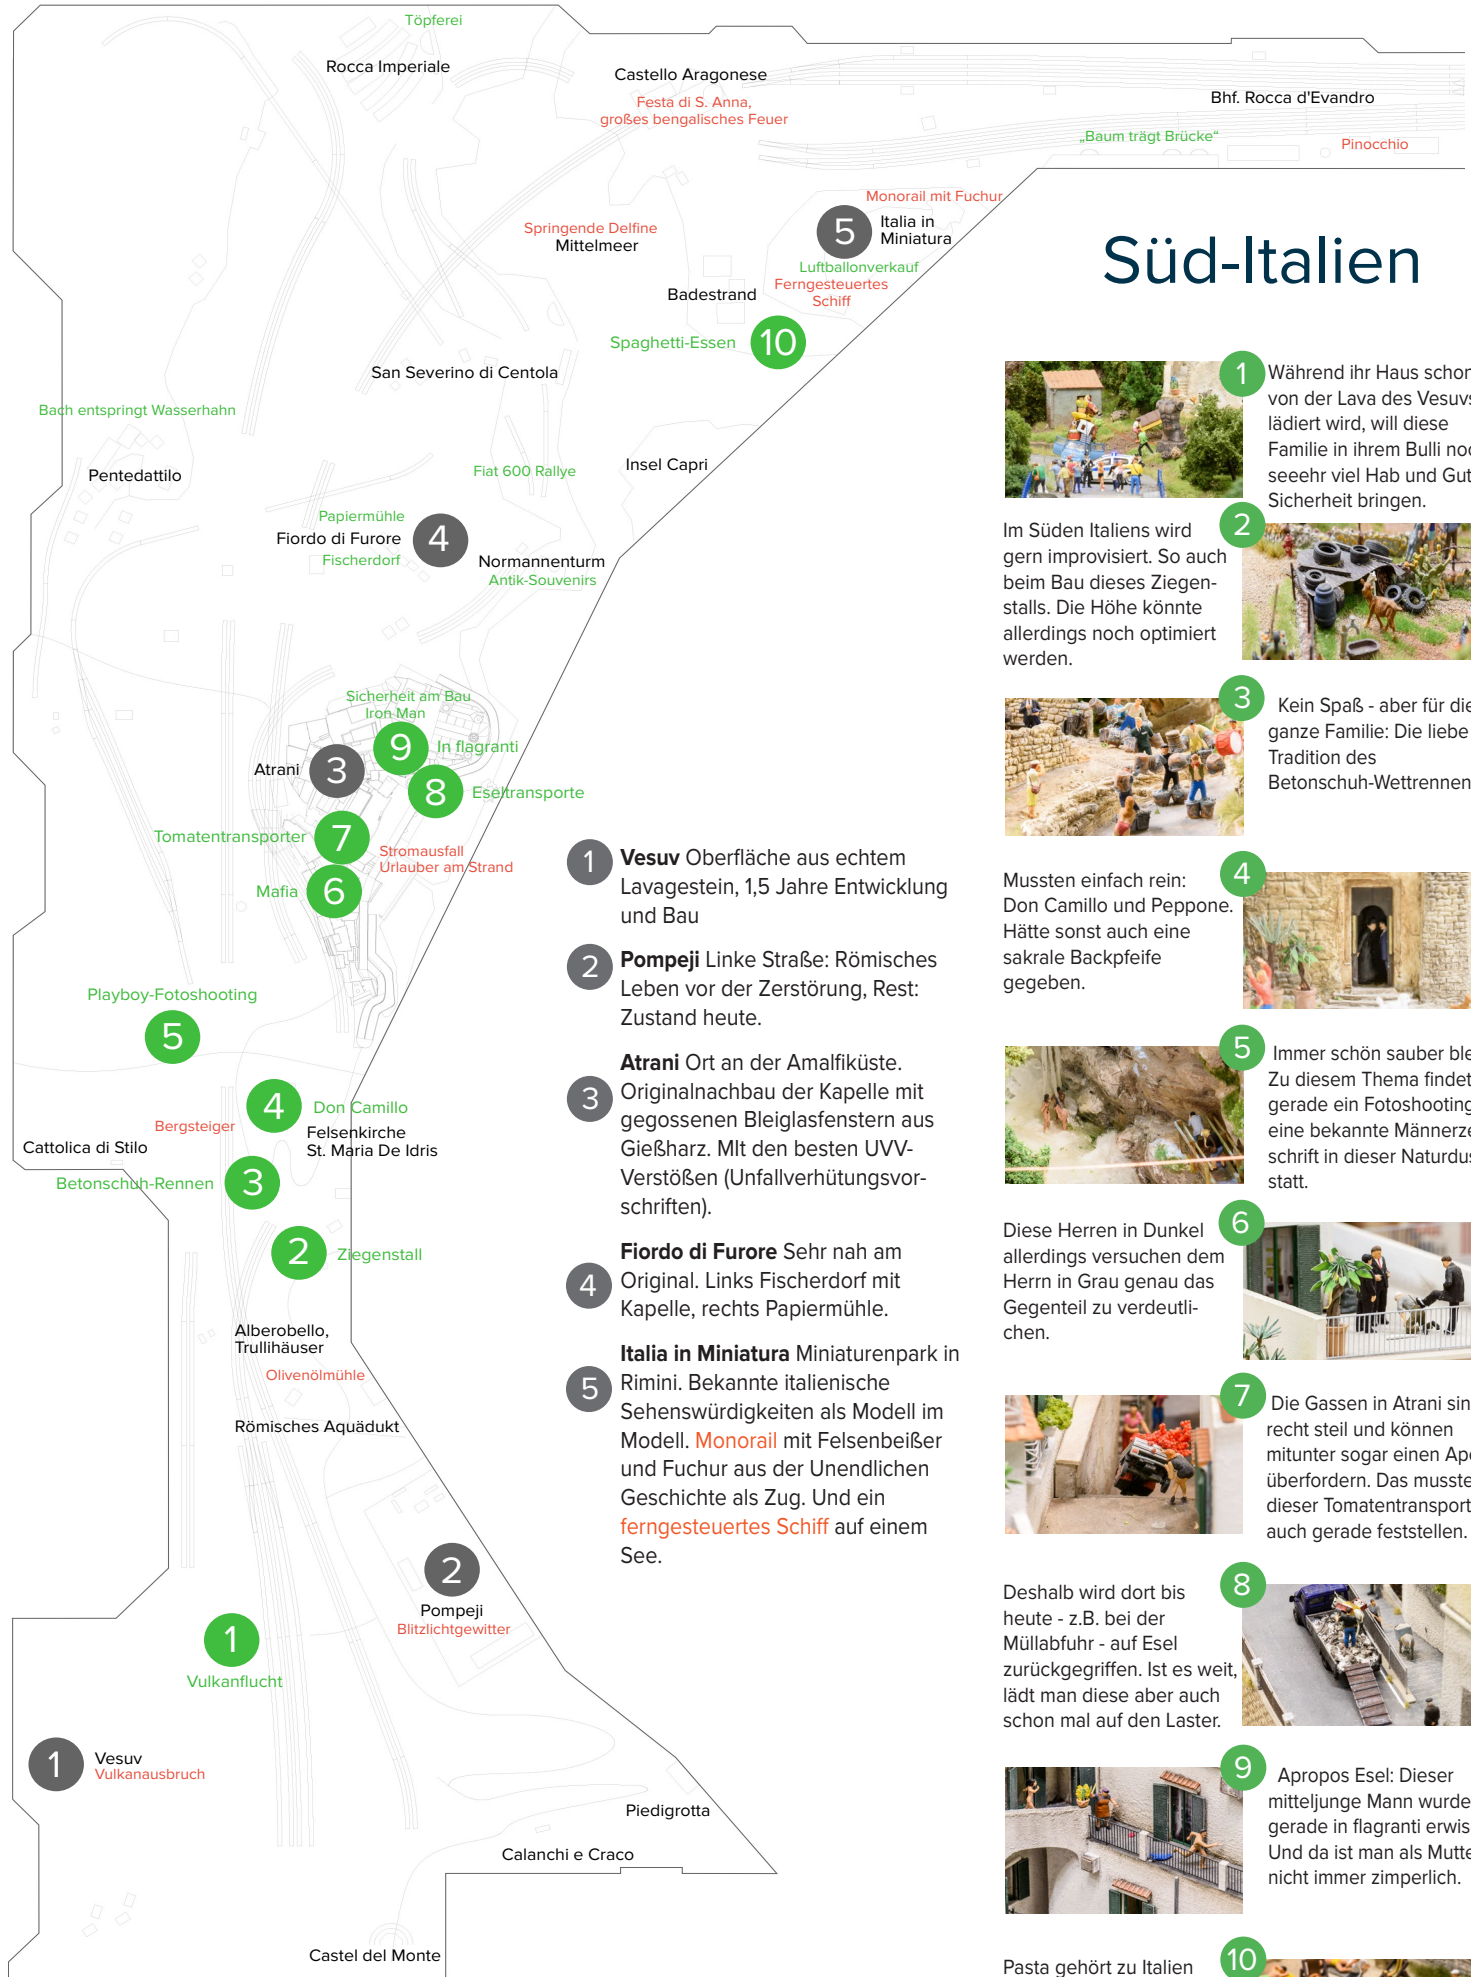 Töpferei
Rocca Imperiale
Castello Aragonese
Festa di S. Anna,
großes bengalisches Feuer
Bhf. Rocca d'Evandro
„Baum trägt Brücke“
Pinocchio
Monorail mit Fuchur
5
Italia in
Miniatura
Luftballonverkauf
Ferngesteuertes
Schiff
Springende Delfine
Mittelmeer
Badestrand
Spaghetti-Essen
10
San Severino di Centola
Bach entspringt Wasserhahn
Pentedattilo
Fiat 600 Rallye
Insel Capri
Papiermühle
Fiordo di Furore
Fischerdorf
4
Normannenturm
Antik-Souvenirs
Sicherheit am Bau
Iron Man
9
In flagranti
Atrani
3
8
Eseltransporte
Tomatentransporter
7
Stromausfall
Urlauber am Strand
Mafia
6
Playboy-Fotoshooting
5
4
Don Camillo
Bergsteiger
Felsenkirche
St. Maria De Idris
Cattolica di Stilo
Betonschuh-Rennen
3
2
Ziegenstall
Alberobello,
Trullihäuser
Olivenölmühle
Römisches Aquädukt
2
Pompeji
Blitzlichtgewitter
1
Vulkanflucht
1
Vesuv
Vulkanausbruch
Piedigrotta
Calanchi e Craco
Castel del Monte
1
Vesuv Oberfläche aus echtem
Lavagestein, 1,5 Jahre Entwicklung
und Bau
2
Pompeji Linke Straße: Römisches
Leben vor der Zerstörung, Rest:
Zustand heute.
3
Atrani Ort an der Amalfiküste.
Originalnachbau der Kapelle mit
gegossenen Bleiglasfenstern aus
Gießharz. MIt den besten UVV-
Verstößen (Unfallverhütungsvor-
schriften).
4
Fiordo di Furore Sehr nah am
Original. Links Fischerdorf mit
Kapelle, rechts Papiermühle.
5
Italia in Miniatura Miniaturenpark in
Rimini. Bekannte italienische
Sehenswürdigkeiten als Modell im
Modell. Monorail mit Felsenbeißer
und Fuchur aus der Unendlichen
Geschichte als Zug. Und ein
ferngesteuertes Schiff auf einem
See.
Süd-Italien
1
Während ihr Haus schon
von der Lava des Vesuvs
lädiert wird, will diese
Familie in ihrem Bulli
seeehr viel Hab und Gut
Sicherheit bringen.
2
Im Süden Italiens wird
gern improvisiert. So auch
beim Bau dieses Ziegen-
stalls. Die Höhe könnte
allerdings noch optimiert
werden.
3
Kein Spaß - aber für die
ganze Familie: Die liebe
Tradition des
Betonschuh-Wettrennen
4
Mussten einfach rein:
Don Camillo und Peppone.
Hätte sonst auch eine
sakrale Backpfeife
gegeben.
5
Immer schön sauber
Zu diesem Thema findet
gerade ein Fotoshooting
eine bekannte
schrift in dieser
statt.
6
Diese Herren in Dunkel
allerdings versuchen dem
Herrn in Grau genau das
Gegenteil zu verdeutli-
chen.
7
Die Gassen in Atrani
recht steil und können
mitunter sogar einen
überfordern. Das musste
dieser Tomatentransport
auch gerade feststellen.
8
Deshalb wird dort bis
heute - z.B. bei der
Müllabfuhr - auf Esel
zurückgegriffen. Ist es weit,
lädt man diese aber auch
schon mal auf den Laster.
9
Apropos Esel: Dieser
mitteljunge Mann wurde
gerade in flagranti
Und da ist man als
nicht immer zimperlich.
10
Pasta gehört zu Italien